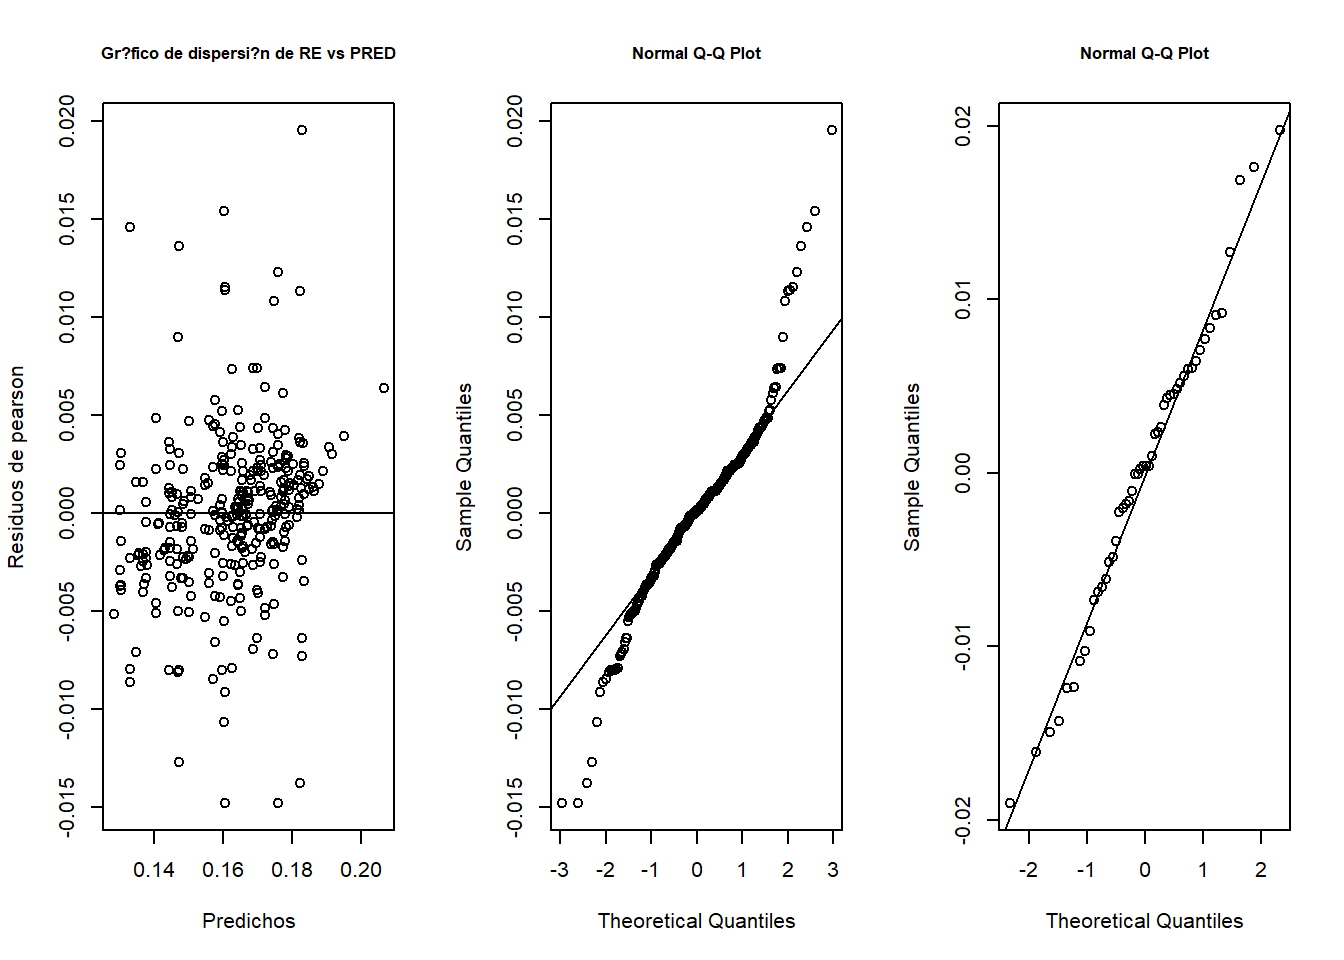 Gr?fico de dispersi?n de RE vs PRED
Residuos de pearson
0.020
0.015
0.010
0.005
0.000
-0.005
-0.010
-0.015
0.14 0.16 0.18 0.20
Predichos
Normal Q-Q Plot
Sample Quantiles
0.020
0.015
0.010
0.005
0.000
-0.005
-0.010
-0.015
-3 -2 -1 0 1 2 3
Theoretical Quantiles
Normal Q-Q Plot
Sample Quantiles
0.02
0.01
0.00
-0.01
-0.02
-2 -1 0 1 2
Theoretical Quantiles